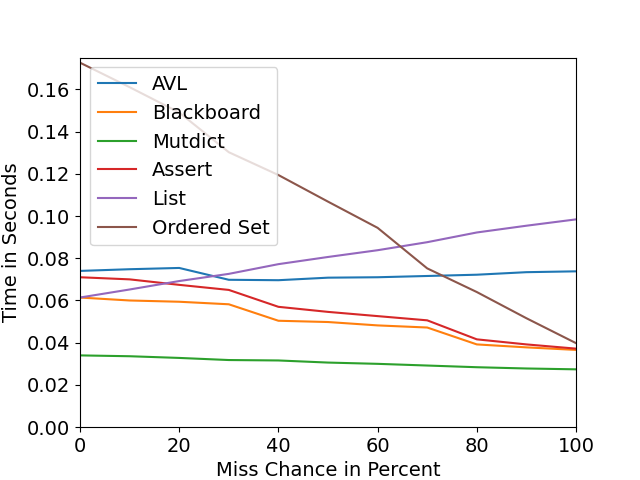 0.16
0.14
0.12
0.10
0.08
0.06
0.04
0.02
0.00
Time in Seconds
AVL
Blackboard
Mutdict
Assert
List
Ordered Set
0 20 40 60 80 100
Miss Chance in Percent